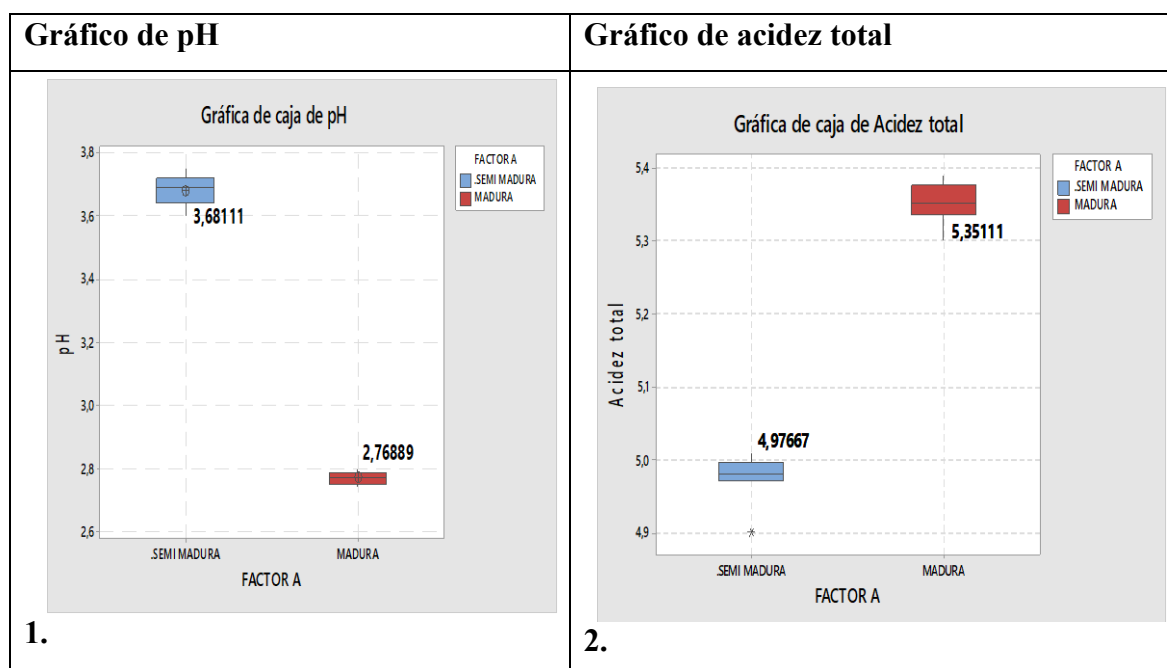 Gráfico de pH
Gráfico de acidez total
Gráfica de caja de pH
FACTOR A
.SEMI MADURA
MADURA
3,8
3,6
3,4
3,2
3,0
2,8
2,6
pH
3,68111
2,76889
.SEMI MADURA
MADURA
FACTOR A
1.
Gráfica de caja de Acidez total
FACTOR A
.SEMI MADURA
MADURA
5,4
5,3
5,2
5,1
5,0
4,9
Acidez total
5,35111
4,97667
.SEMI MADURA
MADURA
FACTOR A
2.